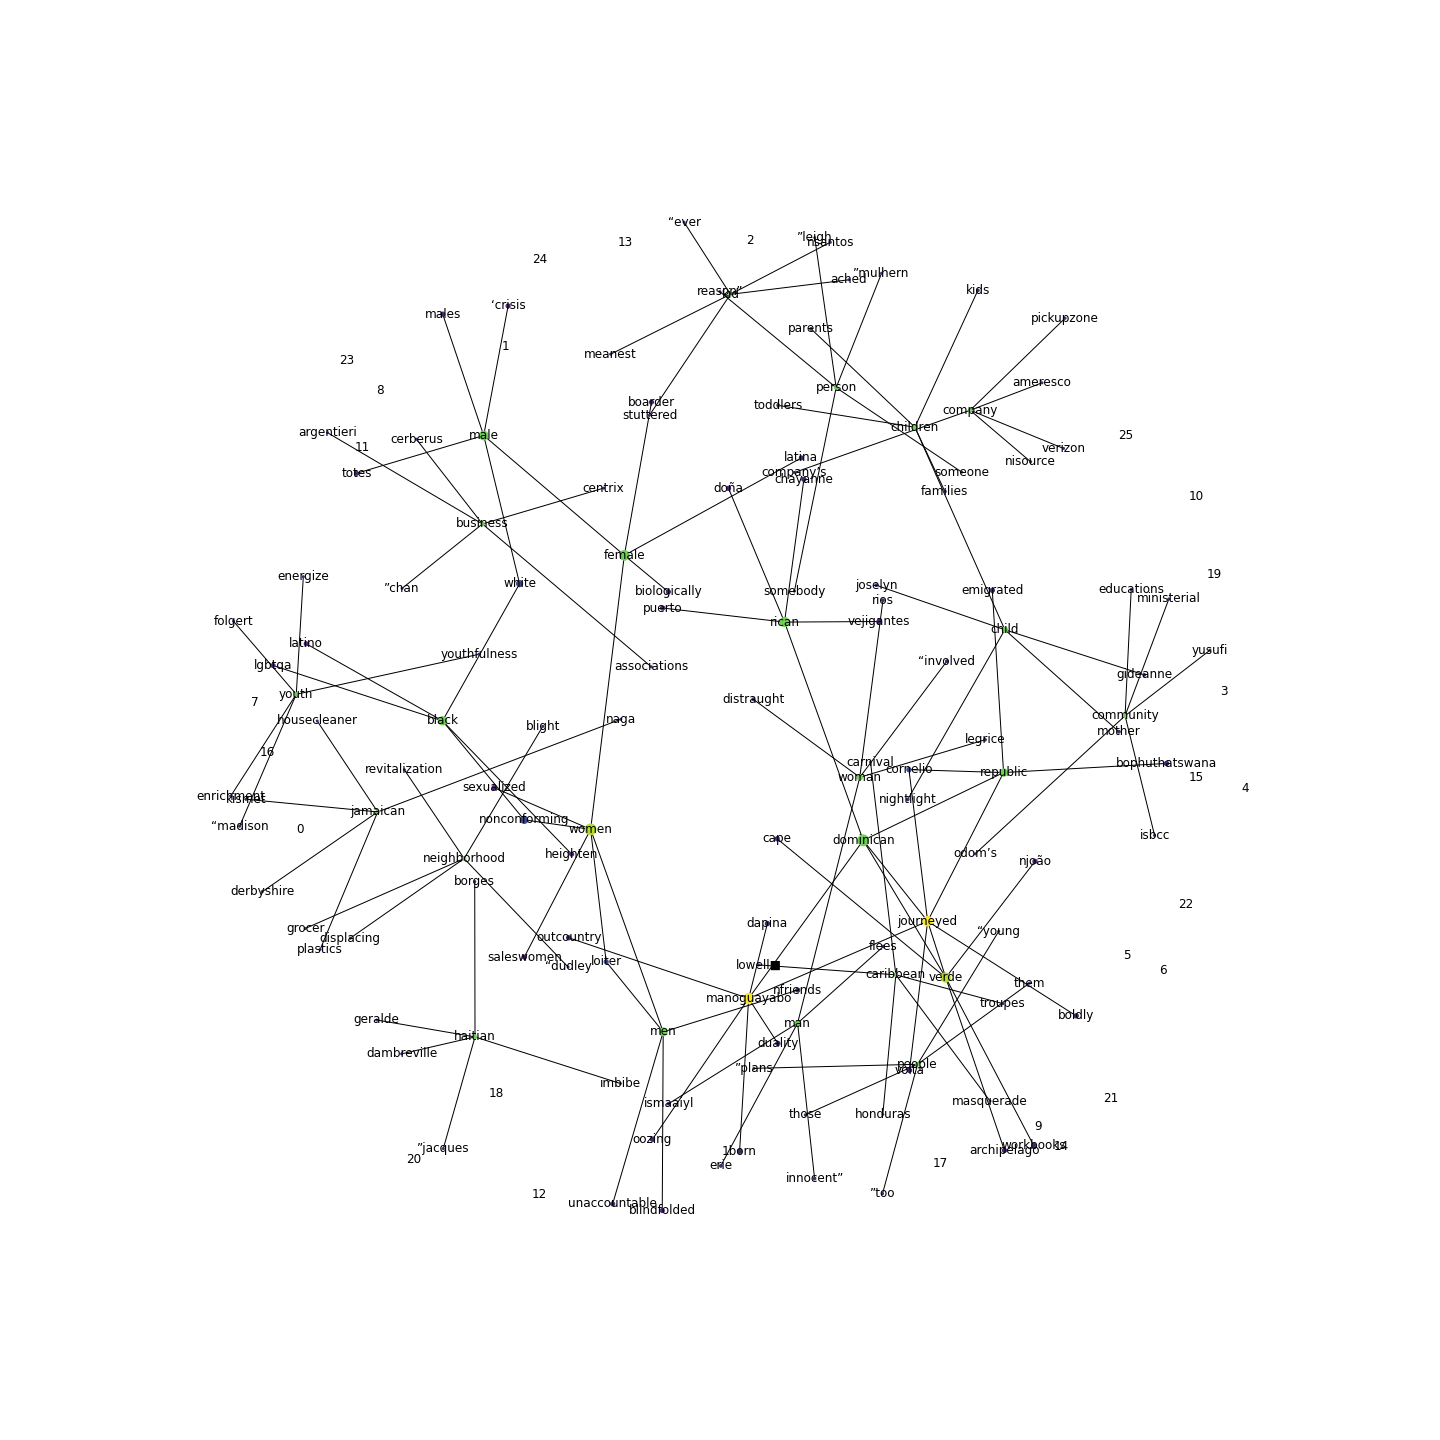 “ever
13
2
”leigh
nsantos
24
”mulhern
ached
reason”
kid
kids
‘crisis
males
pickupzone
parents
1
meanest
23
ameresco
person
8
boarder
toddlers
company
stuttered
children
argentieri
cerberus
male
25
11
verizon
latina
nisource
totes
company’s
someone
chayanne
centrix
doña
families
10
business
female
19
energize
white
”chan
joselyn
biologically
somebody
emigrated
educations
ministerial
rios
puerto
folgert
rican
vejigantes
child
latino
yusufi
youthfulness
“involved
lgbtqa
associations
gideanne
3
youth
distraught
7
community
housecleaner
black
naga
blight
mother
legrice
16
carnival
bophuthatswana
revitalization
cornelio
republic
woman
15
sexualized
4
enrichment
kismet
nightlight
jamaican
nonconforming
“madison
0
women
isbcc
cape
dominican
heighten
odom’s
neighborhood
njoão
borges
derbyshire
22
journeyed
dapina
grocer
“young
displacing
outcountry
plastics
flees
5
saleswomen
loiter
“dudley
lowell
6
caribbean
verde
them
nfriends
manoguayabo
troupes
boldly
geralde
man
men
haitian
duality
dambreville
people
”plans
volta
imbibe
18
21
masquerade
ismaaiyl
those
honduras
9
oozing
workbooks
14
”jacques
1born
archipelago
20
17
erie
innocent”
12
”too
unaccountable
blindfolded